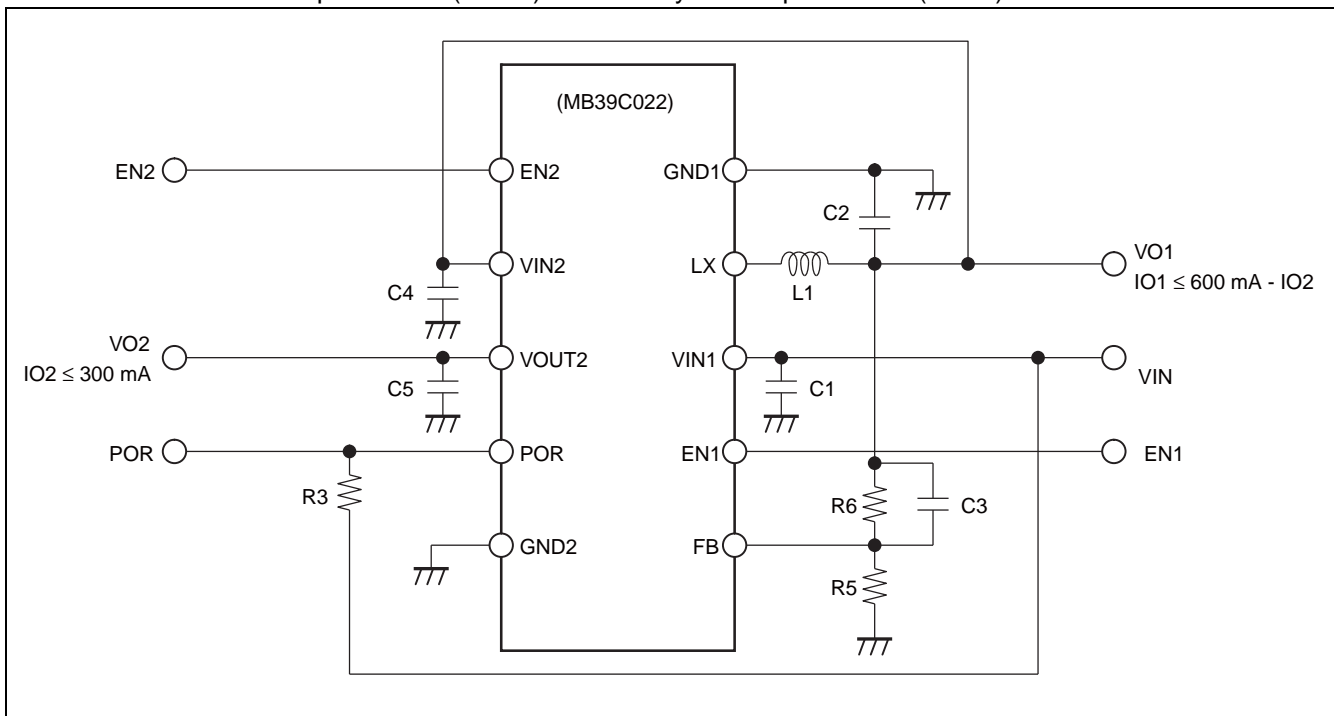 (MB39C022)
EN2
EN2
GND1
C2
VIN2
LX
L1
VO1
IO1 ≤ 600 mA - IO2
C4
VO2
IO2 ≤ 300 mA
VOUT2
C5
VIN1
C1
VIN
POR
POR
EN1
EN1
R3
R6
C3
GND2
FB
R5